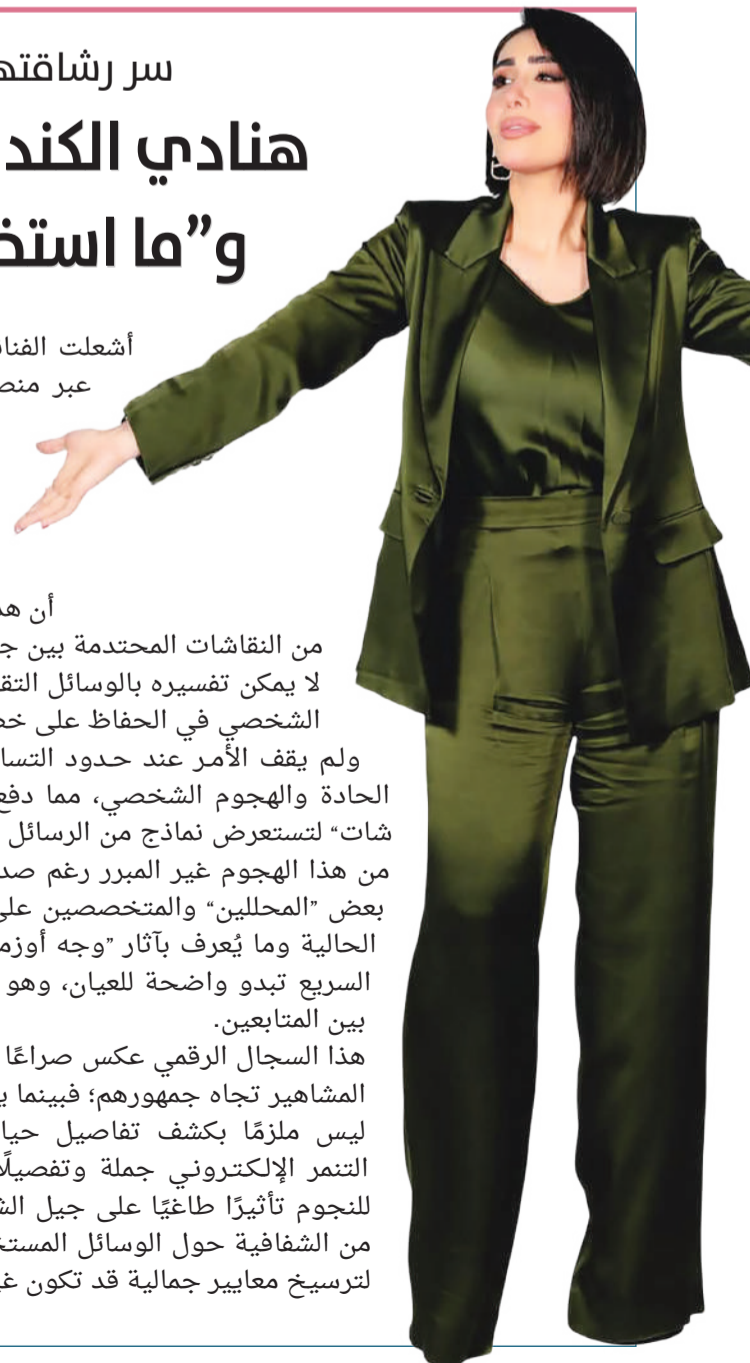 سر رشاقتها
هنادي الكند
و”ما استخ
أشعلت الفنا
عبر منص
أن هذ
من النقاشات المحتدمة بين ج
لا يمكن تفسيره بالوسائل التق
الشخصي في الحفاظ على خص
ولم يقف الأمر عند حدود التسا
الحادة والهجوم الشخصي، مما دفع
شات“ لتستعرض نماذج من الرسائل
من هذا الهجوم غير المبرر رغم صد
بعض ”المحللين“ والمتخصصين على
الحالية وما يُعرف بآثار ”وجه أوزم
السريع تبدو واضحة للعيان، وهو
بين المتابعين.
هذا السجال الرقمي عكس صراعًا
المشاهير تجاه جمهورهم؛ فبينما ي
ليس ملزمًا بكشف تفاصيل حيا
التنمر الإلكتروني جملة وتفصيلًا
للنجوم تأثيرًا طاغيًا على جيل الش
من الشفافية حول الوسائل المستخ
لترسيخ معايير جمالية قد تكون غي